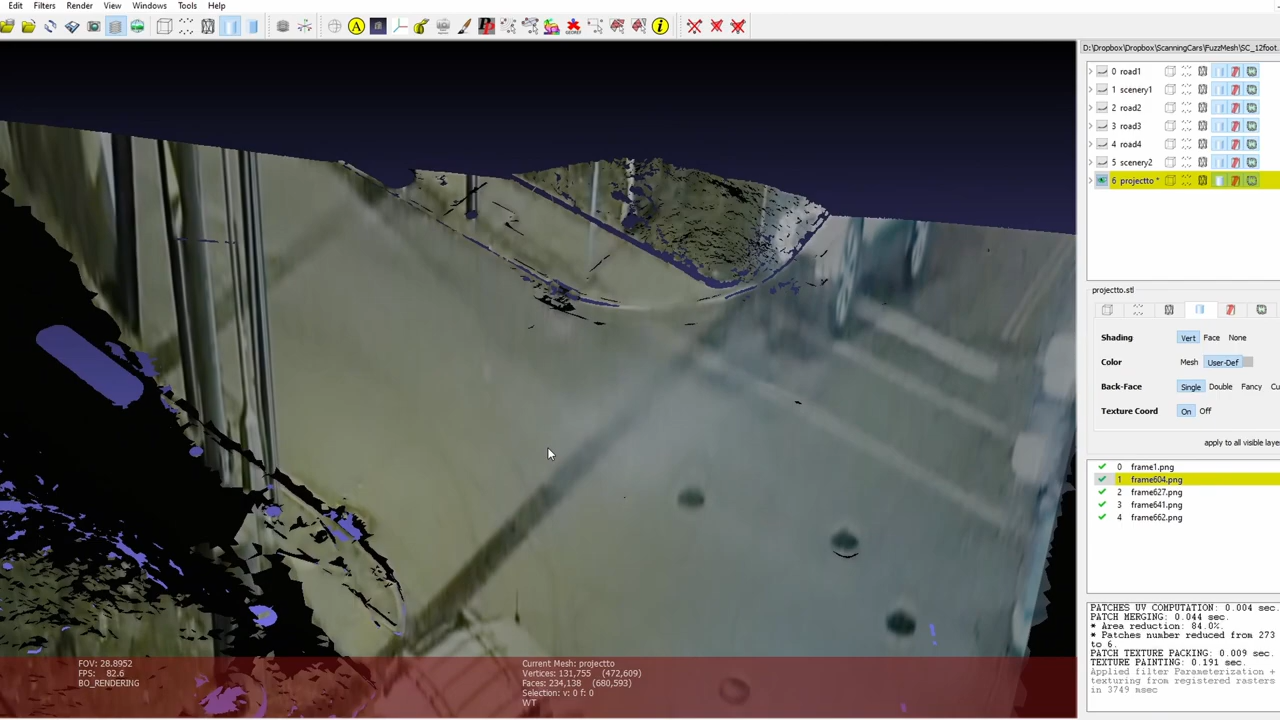 Edit Filters Render View Windows Tools Help
D:\Dropbox\Dropbox\ScanningCars\FuzzMesh\SC_12foot.
0 road1
1 scenery1
2 road2
3 road3
4 road4
5 scenery2
6 projectto *
projectto.stl
Shading Vert Face None
Color Mesh User-Def
Back-Face Single Double Fancy Cu
Texture Coord On Off
apply to all visible laye
0 frame1.png
1 frame604.png
2 frame627.png
3 frame641.png
4 frame662.png
PATCHES UV COMPUTATION: 0.004 sec.
PATCH MERGING: 0.044 sec.
* Area reduction: 84.0%.
* Patches number reduced from 273
to 6.
PATCH TEXTURE PACKING: 0.009 sec.
TEXTURE PAINTING: 0.191 sec.
Applied filter Parameterization +
texturing from registered rasters
in 3749 msec
FOV: 28.8952
FPS: 82.6
BO_RENDERING
Current Mesh: projectto
Vertices: 131,755 (472,609)
Faces: 234,138 (680,593)
Selection: v: 0 f: 0
WT